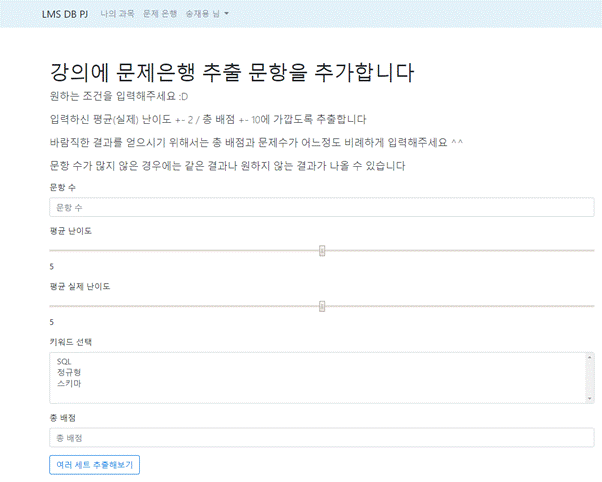 LMS DB PJ 나의 과목 문제 은행 송재용 님
강의에 문제은행 추출 문항을 추가합니다
원하는 조건을 입력해주세요 :D
입력하신 평균(실제) 난이도 +- 2 / 총 배점 +- 10에 가깝도록 추출합니다
바람직한 결과를 얻으시기 위해서는 총 배점과 문제수가 어느정도 비례하게 입력해주세요 ^^
문항 수가 많지 않은 경우에는 같은 결과나 원하지 않는 결과가 나올 수 있습니다
문항 수
문항 수
평균 난이도
5
평균 실제 난이도
5
키워드 선택
SQL
정규형
스키마
총 배점
총 배점
여러 세트 추출해보기